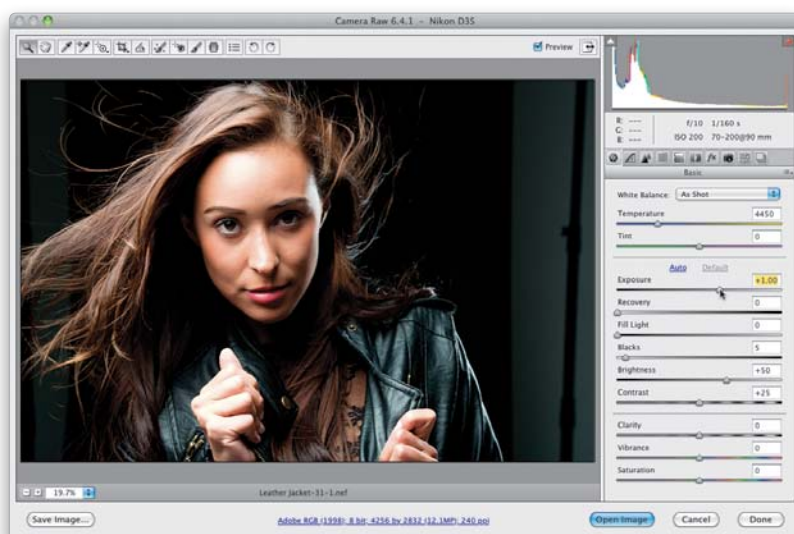 Camera Raw 6.4.1 – Nikon D3S
Preview
R: ---
G: ---
B: ---
f/10 1/160 s
ISO 200 70-200@90 mm
Basic
White Balance: As Shot
Temperature 4450
Tint 0
Auto Default
Exposure +1.00
Recovery 0
Fill Light 0
Blacks 5
Brightness +50
Contrast +25
Clarity 0
Vibrance 0
Saturation 0
19.7% Leather Jacket-31-1.nef
Save Image... Adobe RGB (1998); 8 bit; 4256 by 2832 (12.1MP); 240 ppi Open Image Cancel Done